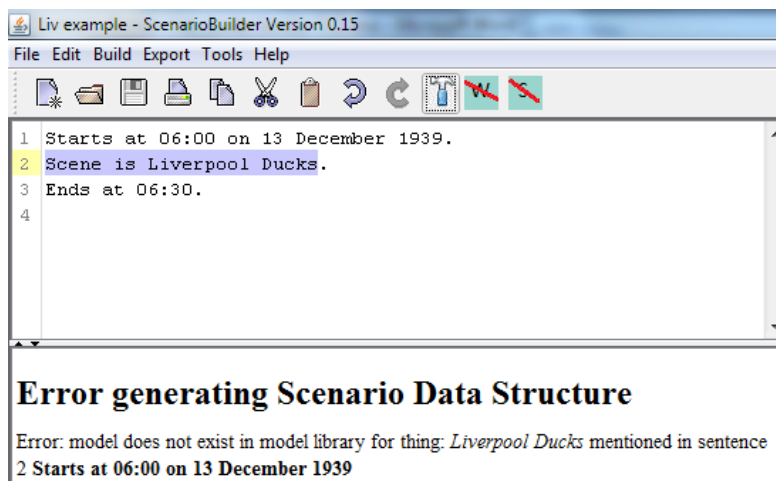 Liv example - ScenarioBuilder Version 0.15
File Edit Build Export Tools Help
W S
1 Starts at 06:00 on 13 December 1939.
2 Scene is Liverpool Ducks.
3 Ends at 06:30.
4
Error generating Scenario Data Structure
Error: model does not exist in model library for thing: Liverpool Ducks mentioned in sentence
2 Starts at 06:00 on 13 December 1939